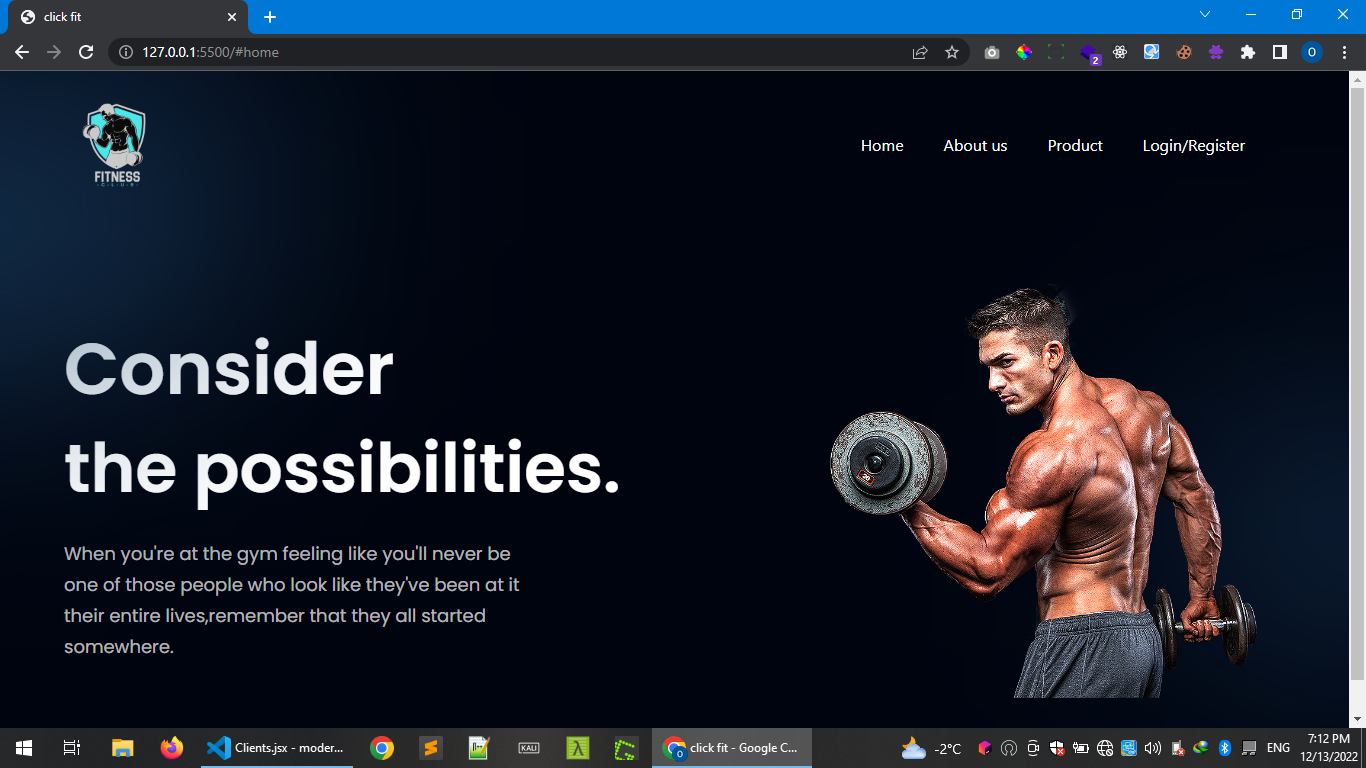 click fit
127.0.0.1:5500/#home
2
O
FITNESS
CLUB
Home
About us
Product
Login/Register
Consider
the possibilities.
When you're at the gym feeling like you'll never be
one of those people who look like they've been at it
their entire lives,remember that they all started
somewhere.
Clients.jsx - moder...
KALI
click fit - Google C...
-2°C
ENG
7:12 PM
12/13/2022